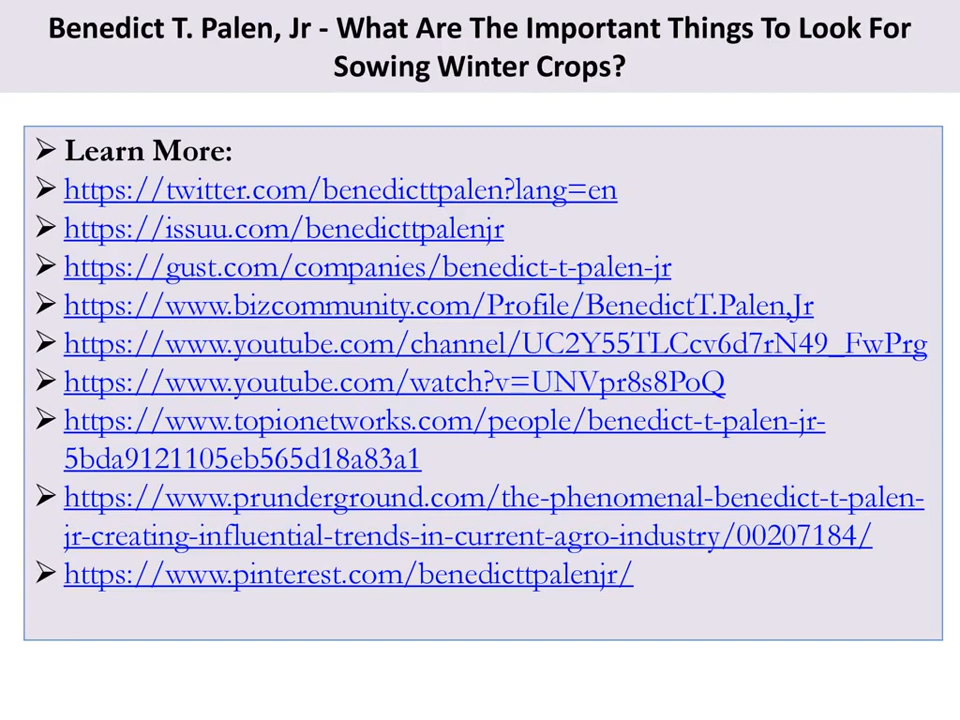 Benedict T. Palen, Jr - What Are The Important Things To Look For
Sowing Winter Crops?
➢ Learn More:
➢ https://twitter.com/benedicttpalen?lang=en
➢ https://issuu.com/benedicttpalenjr
➢ https://gust.com/companies/benedict-t-palen-jr
➢ https://www.bizcommunity.com/Profile/BenedictT.Palen,Jr
➢ https://www.youtube.com/channel/UC2Y55TLCcv6d7rN49_FwPrg
➢ https://www.youtube.com/watch?v=UNVpr8s8PoQ
➢ https://www.topionetworks.com/people/benedict-t-palen-jr-
5bda9121105eb565d18a83a1
➢ https://www.prunderground.com/the-phenomenal-benedict-t-palen-
jr-creating-influential-trends-in-current-agro-industry/00207184/
➢ https://www.pinterest.com/benedicttpalenjr/